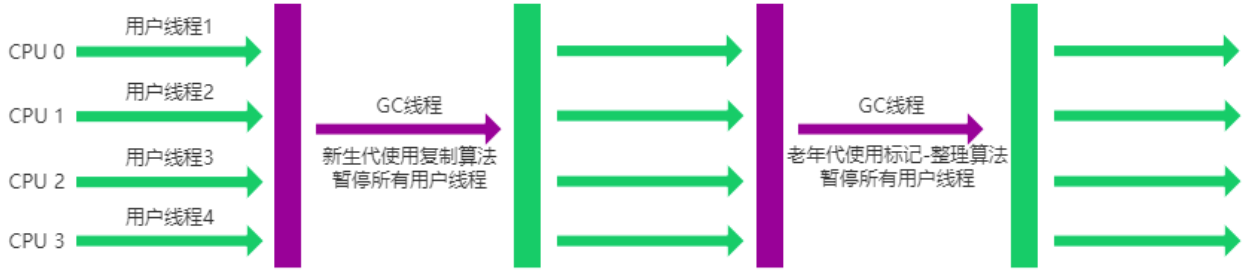 CPU 0
用户线程1
CPU 1
用户线程2
CPU 2
用户线程3
CPU 3
用户线程4
GC线程
新生代使用复制算法
暂停所有用户线程
GC线程
老年代使用标记-整理算法
暂停所有用户线程